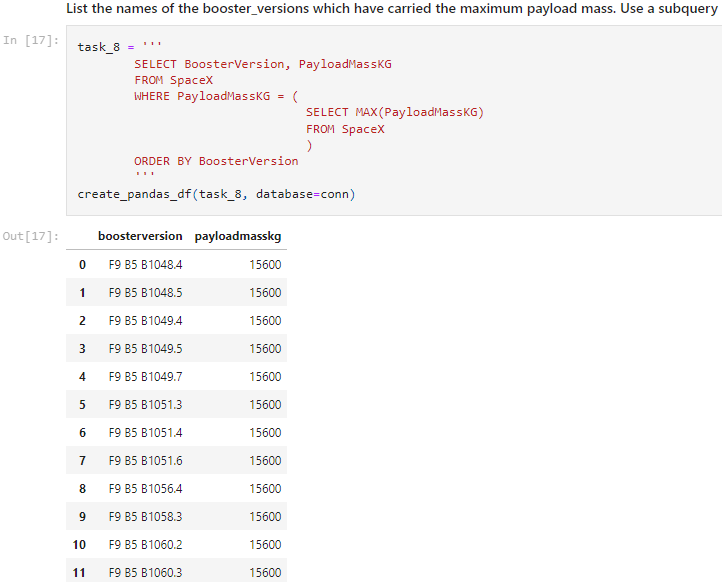 List the names of the booster_versions which have carried the maximum payload mass. Use a subquery
In [17]:
task_8 = '''
SELECT BoosterVersion, PayloadMassKG
FROM SpaceX
WHERE PayloadMassKG = (
SELECT MAX(PayloadMassKG)
FROM SpaceX
)
ORDER BY BoosterVersion
'''
create_pandas_df(task_8, database=conn)
Out[17]:
boosterversion payloadmasskg
0 F9 B5 B1048.4 15600
1 F9 B5 B1048.5 15600
2 F9 B5 B1049.4 15600
3 F9 B5 B1049.5 15600
4 F9 B5 B1049.7 15600
5 F9 B5 B1051.3 15600
6 F9 B5 B1051.4 15600
7 F9 B5 B1051.6 15600
8 F9 B5 B1056.4 15600
9 F9 B5 B1058.3 15600
10 F9 B5 B1060.2 15600
11 F9 B5 B1060.3 15600